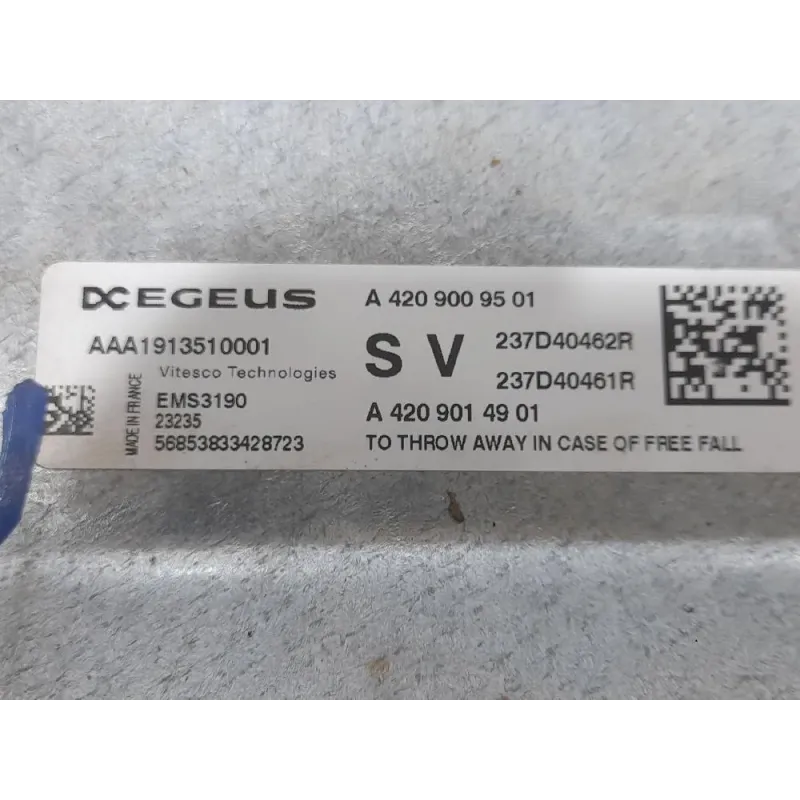 EGEUS
AAA1913510001
Vitesco Technologies
MADE IN FRANCE
EMS3190
23235
56853833428723
A 420 900 95 01
S V
237D40462R
237D40461R
A 420 901 49 01
TO THROW AWAY IN CASE OF FREE FALL